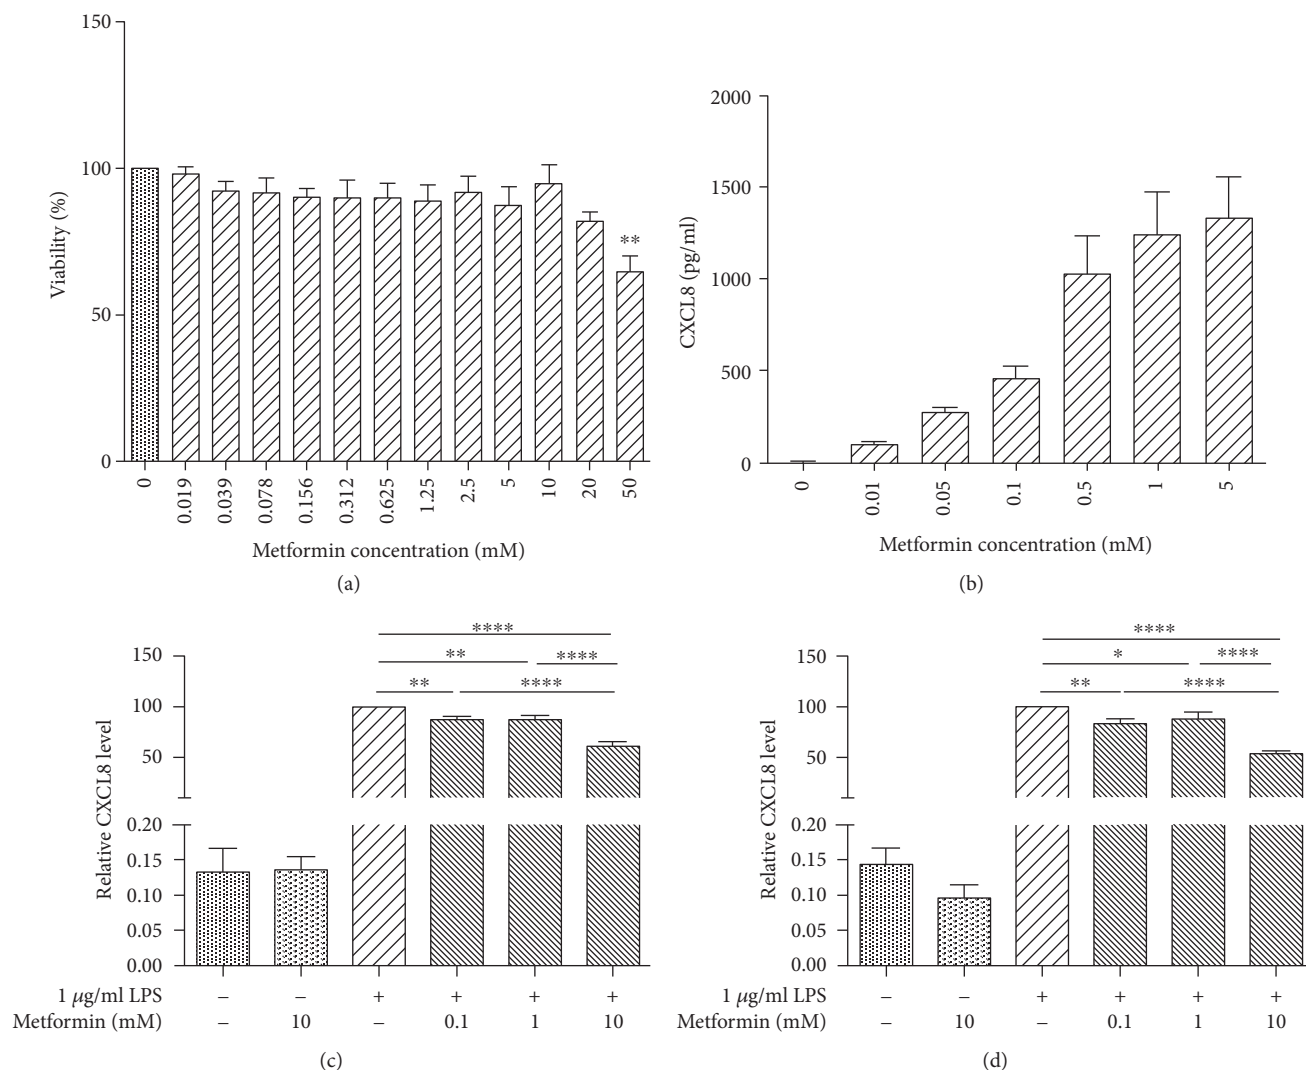 150
100
50
0
Viability (%)
**
0 0.019 0.039 0.078 0.156 0.312 0.625 1.25 2.5 5 10 20 50
Metformin concentration (mM)
(a)
2000
1500
1000
500
0
CXCL8 (pg/ml)
0 0.01 0.05 0.1 0.5 1 5
Metformin concentration (mM)
(b)
****
** ****
** ****
150
100
50
0.20
0.15
0.10
0.05
0.00
Relative CXCL8 level
1 μg/ml LPS – – + + + +
Metformin (mM) – 10 – 0.1 1 10
(c)
****
* ****
** ****
150
100
50
0.20
0.15
0.10
0.05
0.00
Relative CXCL8 level
1 μg/ml LPS – – + + + +
Metformin (mM) – 10 – 0.1 1 10
(d)